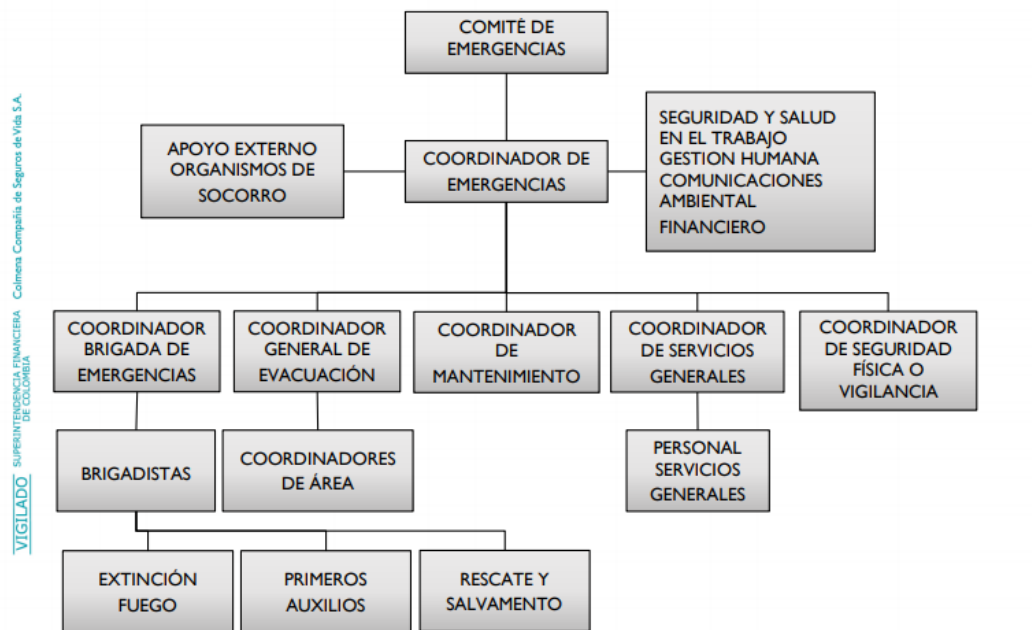 COMITÉ DE
EMERGENCIAS
APOYO EXTERNO
ORGANISMOS DE
SOCORRO
COORDINADOR DE
EMERGENCIAS
SEGURIDAD Y SALUD
EN EL TRABAJO
GESTION HUMANA
COMUNICACIONES
AMBIENTAL
FINANCIERO
COORDINADOR
BRIGADA DE
EMERGENCIAS
COORDINADOR
GENERAL DE
EVACUACIÓN
COORDINADOR
DE
MANTENIMIENTO
COORDINADOR
DE SERVICIOS
GENERALES
COORDINADOR
DE SEGURIDAD
FÍSICA O
VIGILANCIA
BRIGADISTAS
COORDINADORES
DE ÁREA
PERSONAL
SERVICIOS
GENERALES
EXTINCIÓN
FUEGO
PRIMEROS
AUXILIOS
RESCATE Y
SALVAMENTO
VIGILADO SUPERINTENDENCIA FINANCIERA
DE COLOMBIA
Colmena Compañía de Seguros de Vida S.A.